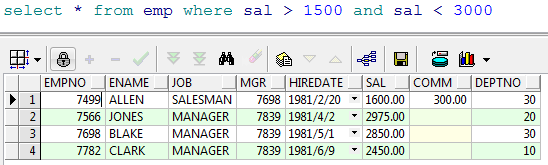 select * from emp where sal > 1500 and sal < 3000
EMPNO ENAME JOB MGR HIREDATE SAL COMM DEPTNO
1 7499 ALLEN SALESMAN 7698 1981/2/20 1600.00 300.00 30
2 7566 JONES MANAGER 7839 1981/4/2 2975.00 20
3 7698 BLAKE MANAGER 7839 1981/5/1 2850.00 30
4 7782 CLARK MANAGER 7839 1981/6/9 2450.00 10